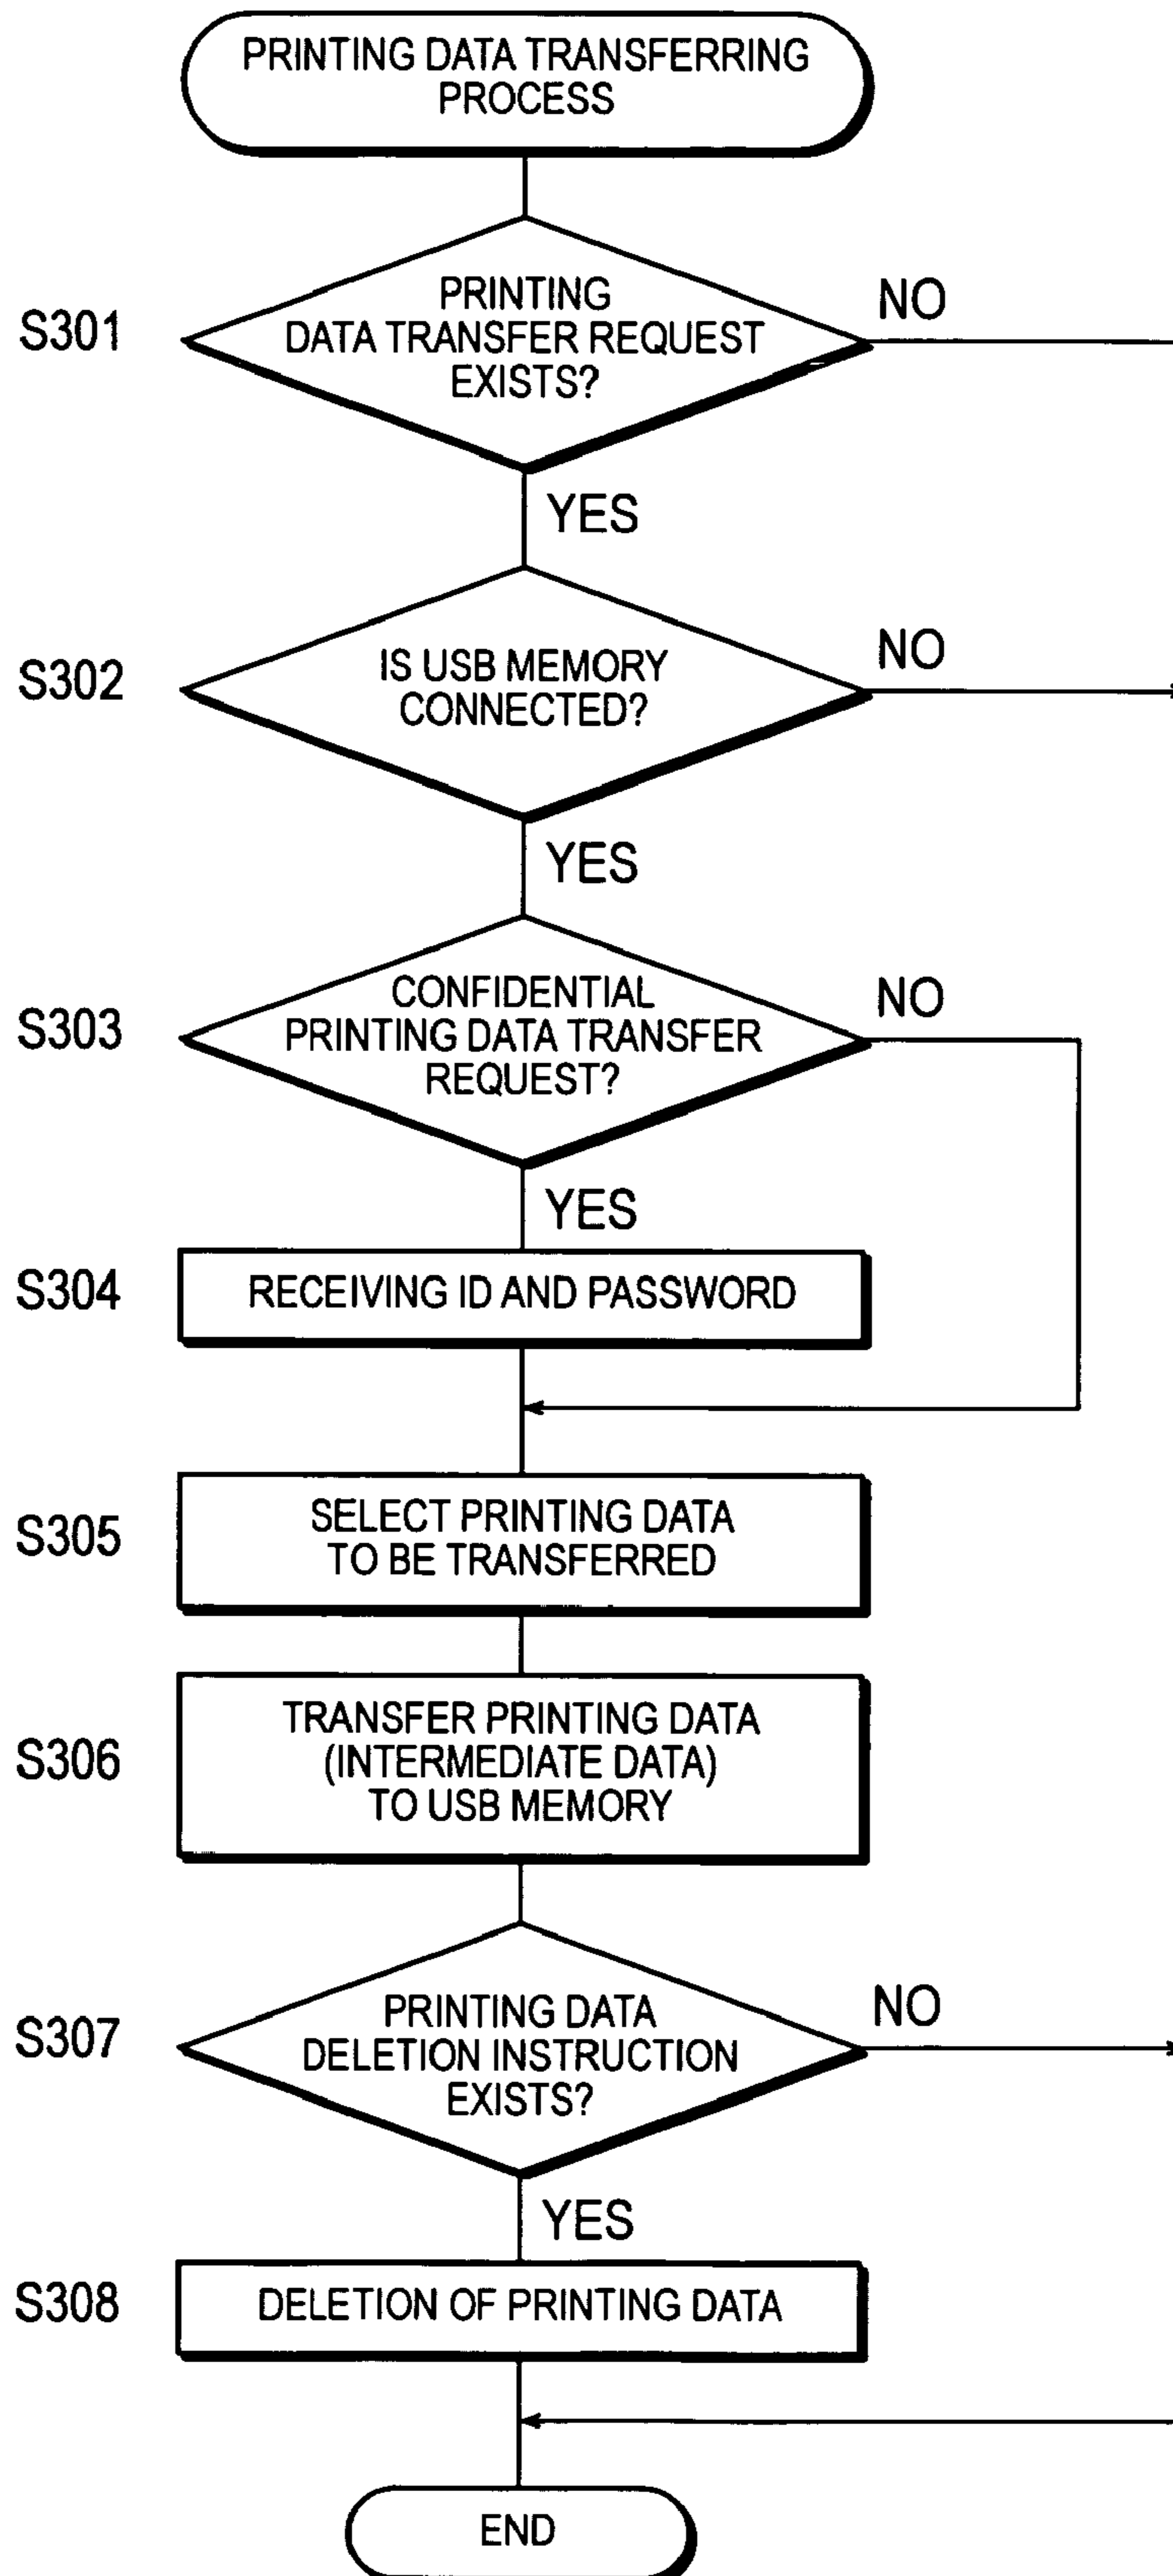 PRINTING DATA TRANSFERRING
PROCESS
S301
PRINTING
DATA TRANSFER REQUEST
EXISTS?
NO
YES
S302
IS USB MEMORY
CONNECTED?
NO
YES
S303
CONFIDENTIAL
PRINTING DATA TRANSFER
REQUEST?
NO
YES
S304
RECEIVING ID AND PASSWORD
S305
SELECT PRINTING DATA
TO BE TRANSFERRED
S306
TRANSFER PRINTING DATA
(INTERMEDIATE DATA)
TO USB MEMORY
S307
PRINTING DATA
DELETION INSTRUCTION
EXISTS?
NO
YES
S308
DELETION OF PRINTING DATA
END